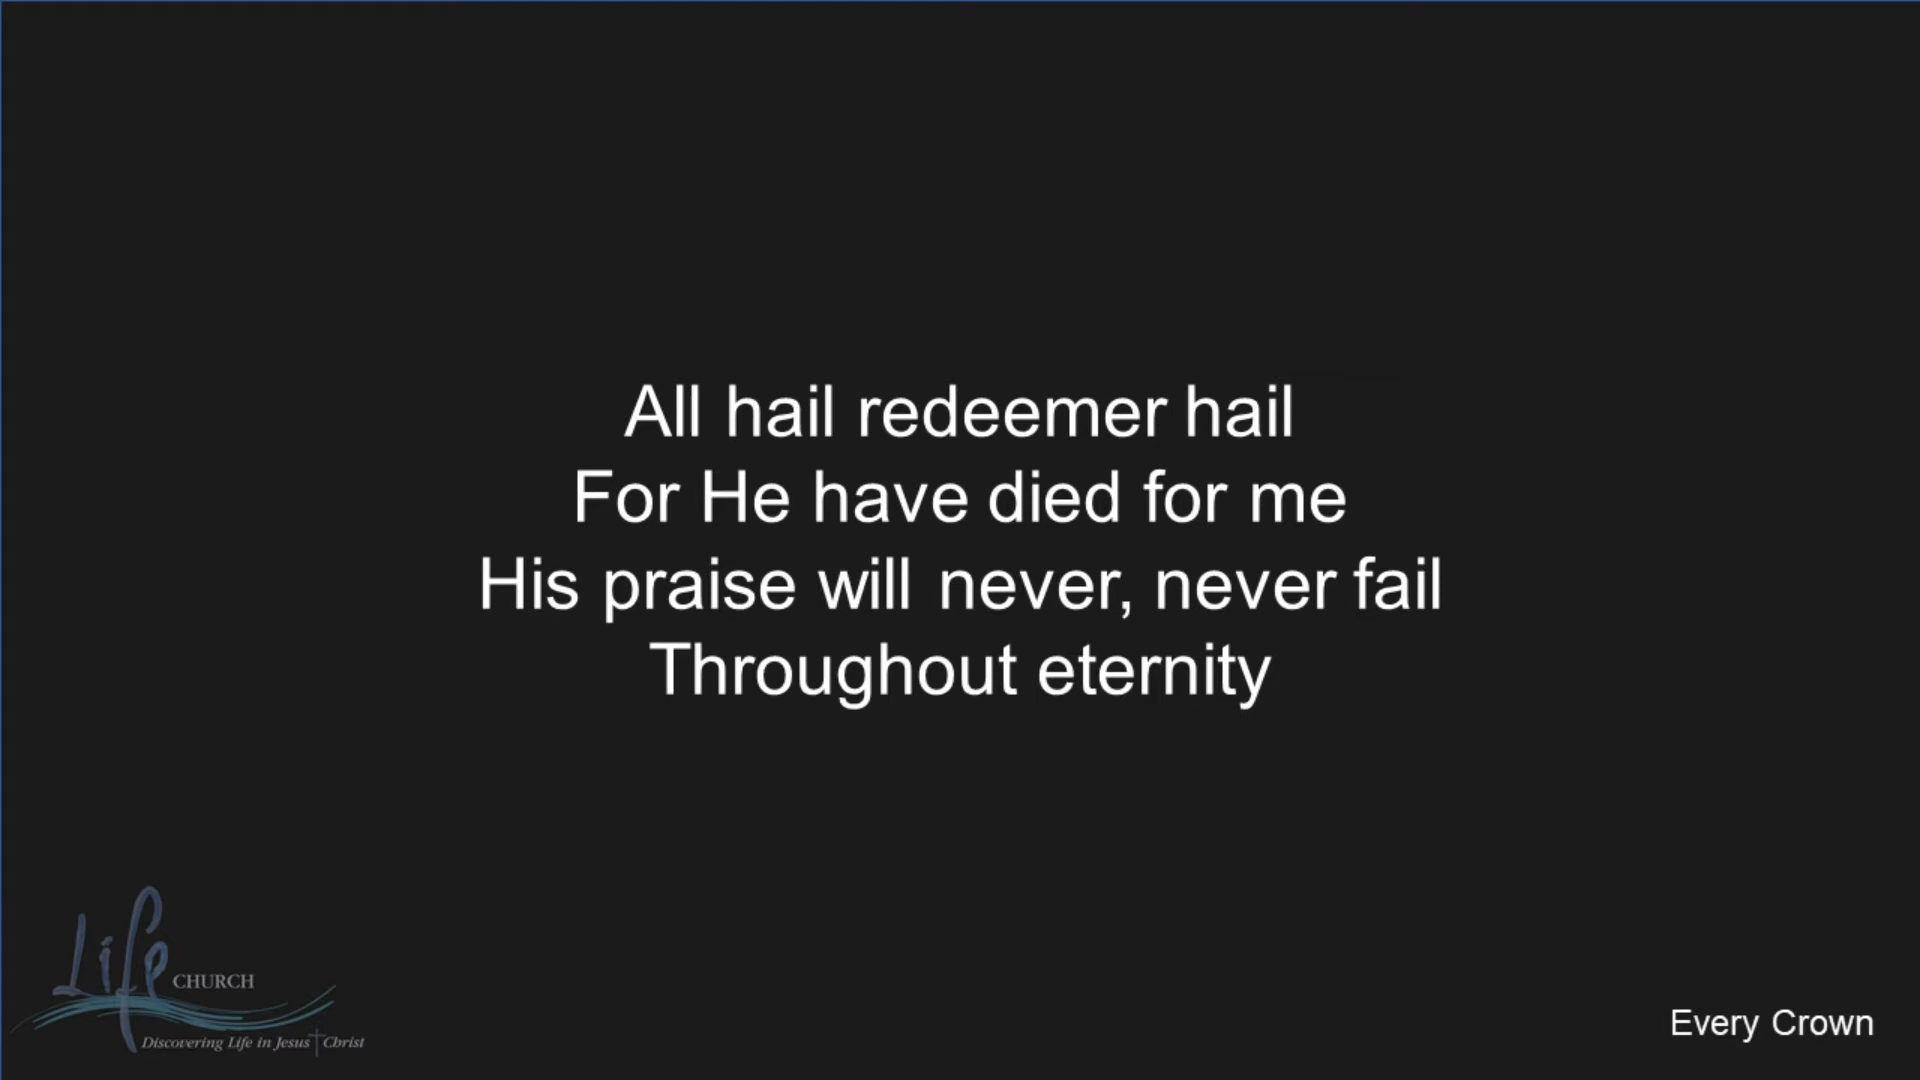 All hail redeemer hail
For He have died for me
His praise will never, never fail
Throughout eternity
Life CHURCH
Discovering Life in Jesus Christ
Every Crown